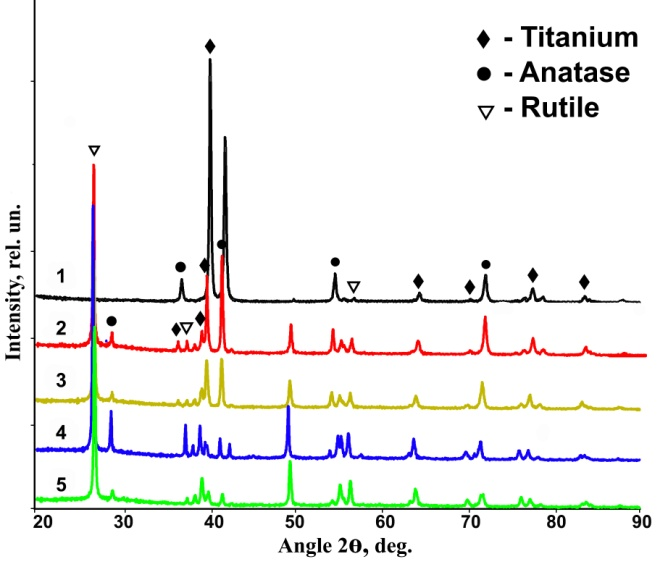 ♦ - Titanium
● - Anatase
▽ - Rutile
Intensity, rel. un.
1
2
3
4
5
20 30 40 50 60 70 80 90
Angle 2Ɵ, deg.